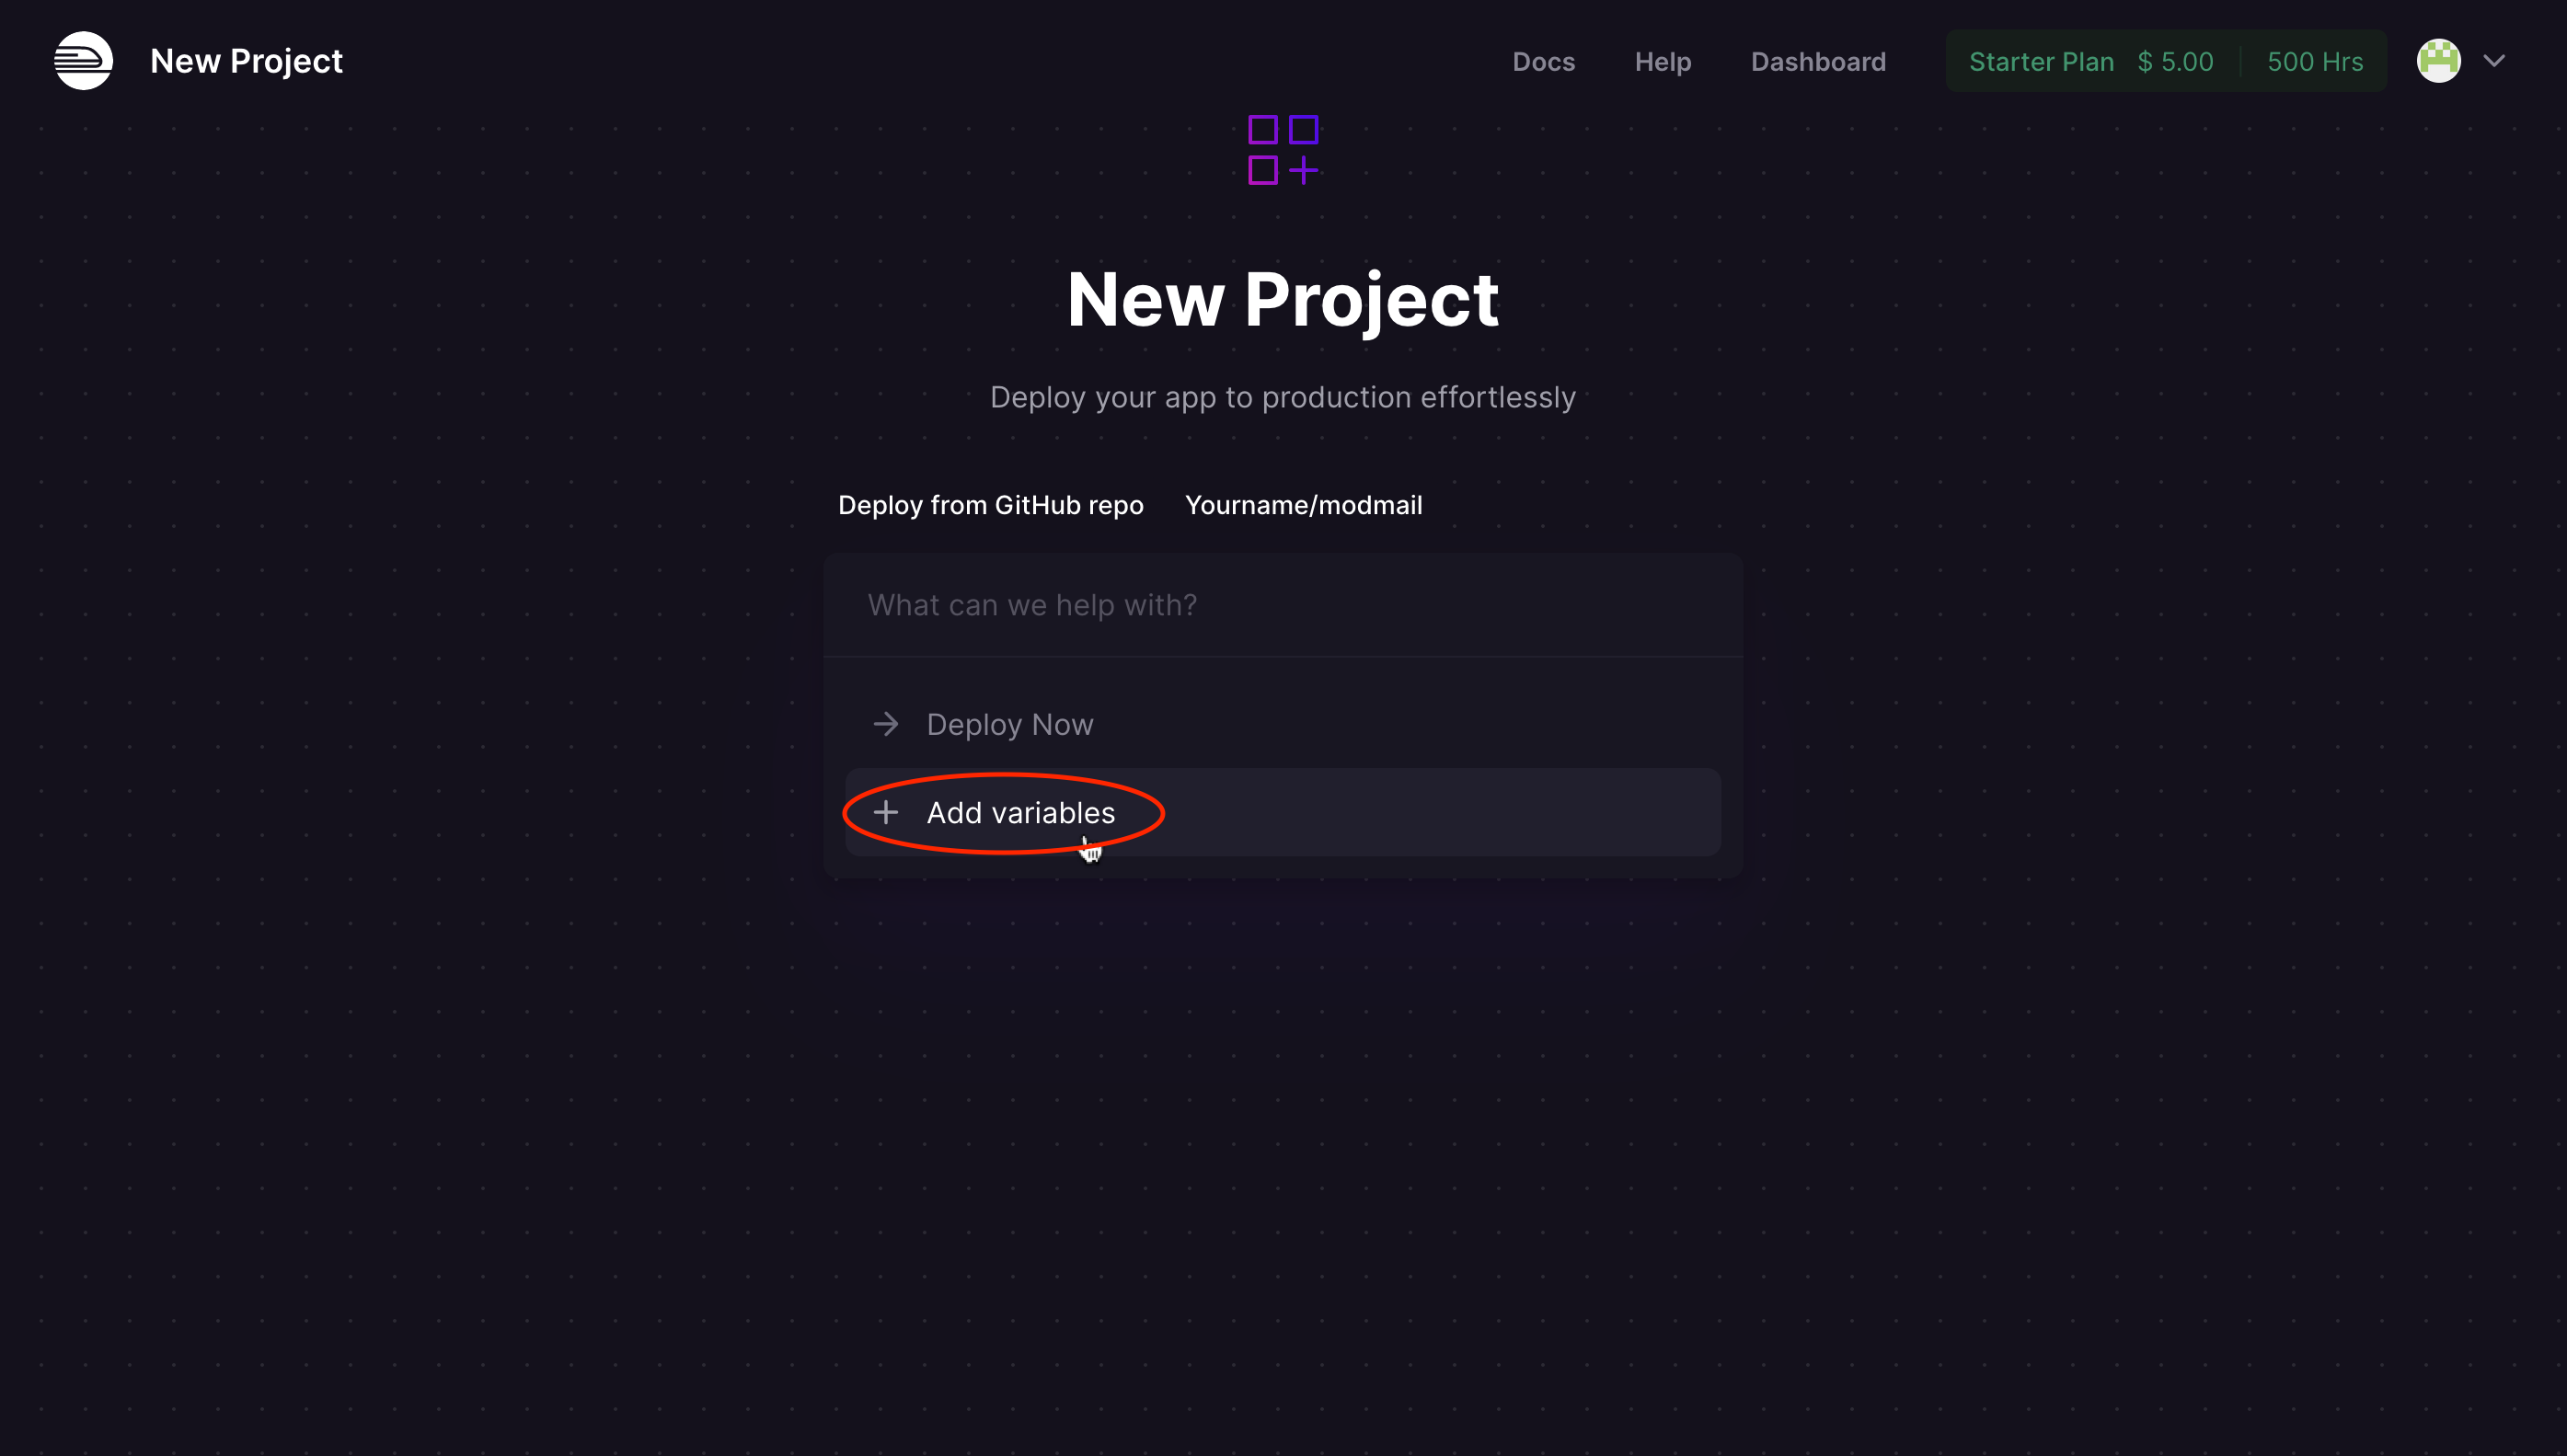 New Project
Docs Help Dashboard Starter Plan $ 5.00 500 Hrs
New Project
Deploy your app to production effortlessly
Deploy from GitHub repo Yourname/modmail
What can we help with?
Deploy Now
Add variables